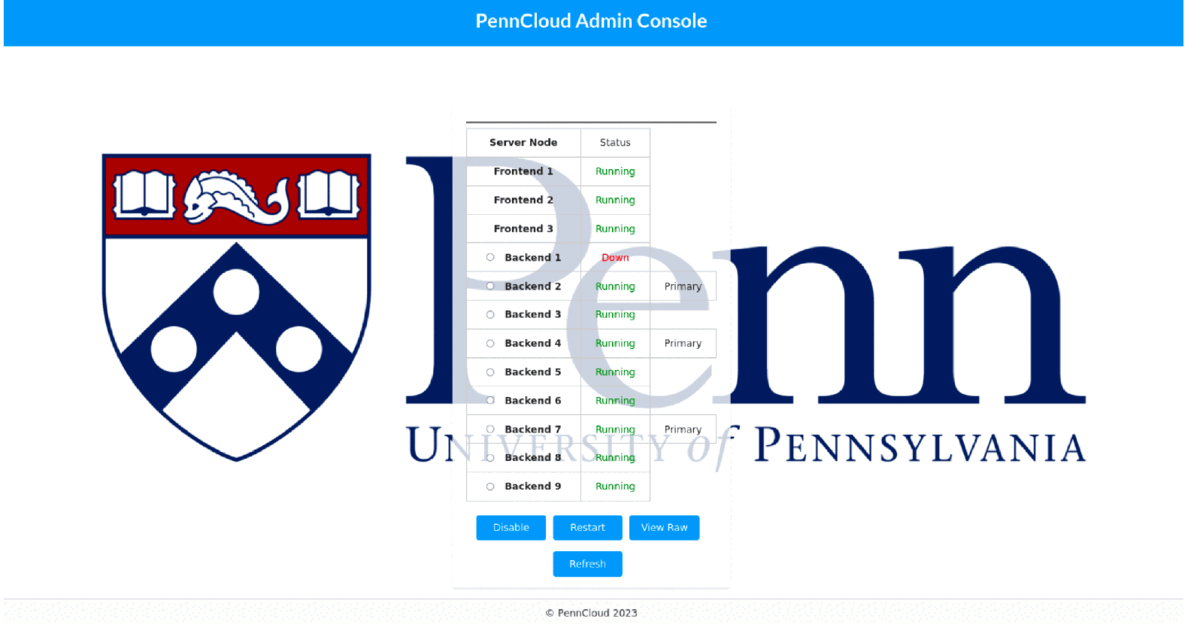 PennCloud Admin Console
Server Node Status
Frontend 1 Running
Frontend 2 Running
Frontend 3 Running
Backend 1 Down
Backend 2 Running Primary
Backend 3 Running
Backend 4 Running Primary
Backend 5 Running
Backend 6 Running
Backend 7 Running Primary
Backend 8 Running
Backend 9 Running
Penn
UNIVERSITY of PENNSYLVANIA
Disable Restart View Raw
Refresh
© PennCloud 2023